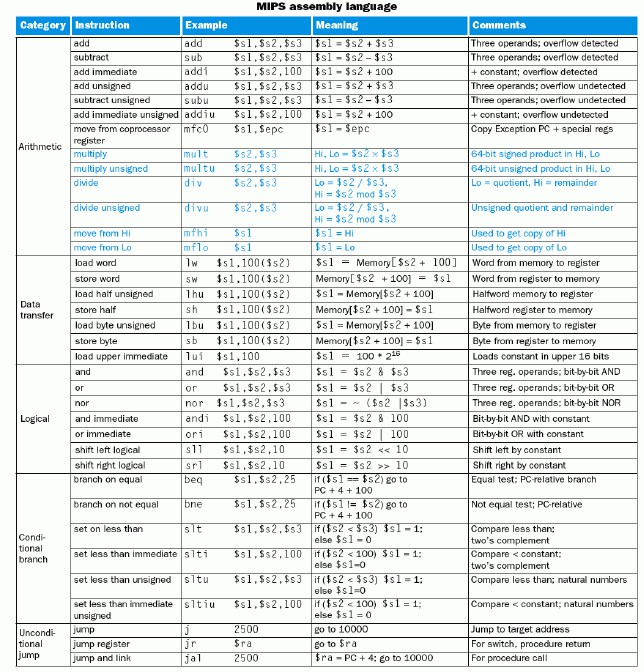 MIPS assembly language
Category Instruction Example Meaning Comments
Arithmetic
add add $s1,$s2,$s3 $s1 = $s2 + $s3 Three operands; overflow detected
subtract sub $s1,$s2,$s3 $s1 = $s2 – $s3 Three operands; overflow detected
add immediate addi $s1,$s2,100 $s1 = $s2 + 100 + constant; overflow detected
add unsigned addu $s1,$s2,$s3 $s1 = $s2 + $s3 Three operands; overflow undetected
subtract unsigned subu $s1,$s2,$s3 $s1 = $s2 – $s3 Three operands; overflow undetected
add immediate unsigned addiu $s1,$s2,100 $s1 = $s2 + 100 + constant; overflow undetected
move from coprocessor register mfc0 $s1,$epc $s1 = $epc Copy Exception PC + special regs
multiply mult $s2,$s3 Hi, Lo = $s2 × $s3 64-bit signed product in Hi, Lo
multiply unsigned multu $s2,$s3 Hi, Lo = $s2 × $s3 64-bit unsigned product in Hi, Lo
divide div $s2,$s3 Lo = $s2 / $s3, Hi = $s2 mod $s3 Lo = quotient, Hi = remainder
divide unsigned divu $s2,$s3 Lo = $s2 / $s3, Hi = $s2 mod $s3 Unsigned quotient and remainder
move from Hi mfhi $s1 $s1 = Hi Used to get copy of Hi
move from Lo mflo $s1 $s1 = Lo Used to get copy of Lo
Data transfer
load word lw $s1,100($s2) $s1 = Memory[$s2 + 100] Word from memory to register
store word sw $s1,100($s2) Memory[$s2 + 100] = $s1 Word from register to memory
load half unsigned lhu $s1,100($s2) $s1 = Memory[$s2 + 100] Halfword memory to register
store half sh $s1,100($s2) Memory[$s2 + 100] = $s1 Halfword register to memory
load byte unsigned lbu $s1,100($s2) $s1 = Memory[$s2 + 100] Byte from memory to register
store byte sb $s1,100($s2) Memory[$s2 + 100] = $s1 Byte from register to memory
load upper immediate lui $s1,100 $s1 = 100 * 2¹⁶ Loads constant in upper 16 bits
Logical
and and $s1,$s2,$s3 $s1 = $s2 & $s3 Three reg. operands; bit-by-bit AND
or or $s1,$s2,$s3 $s1 = $s2 | $s3 Three reg. operands; bit-by-bit OR
nor nor $s1,$s2,$s3 $s1 = ~ ($s2 |$s3) Three reg. operands; bit-by-bit NOR
and immediate andi $s1,$s2,100 $s1 = $s2 & 100 Bit-by-bit AND with constant
or immediate ori $s1,$s2,100 $s1 = $s2 | 100 Bit-by-bit OR with constant
shift left logical sll $s1,$s2,10 $s1 = $s2 << 10 Shift left by constant
shift right logical srl $s1,$s2,10 $s1 = $s2 >> 10 Shift right by constant
Condi-tional branch
branch on equal beq $s1,$s2,25 if ($s1 == $s2) go to PC + 4 + 100 Equal test; PC-relative branch
branch on not equal bne $s1,$s2,25 if ($s1 != $s2) go to PC + 4 + 100 Not equal test; PC-relative
set on less than slt $s1,$s2,$s3 if ($s2 < $s3) $s1 = 1; else $s1 = 0 Compare less than; two's complement
set less than immediate slti $s1,$s2,100 if ($s2 < 100) $s1 = 1; else $s1=0 Compare < constant; two's complement
set less than unsigned sltu $s1,$s2,$s3 if ($s2 < $s3) $s1 = 1; else $s1=0 Compare less than; natural numbers
set less than immediate unsigned sltiu $s1,$s2,100 if ($s2 < 100) $s1 = 1; else $s1 = 0 Compare < constant; natural numbers
Uncondi-tional jump
jump j 2500 go to 10000 Jump to target address
jump register jr $ra go to $ra For switch, procedure return
jump and link jal 2500 $ra = PC + 4; go to 10000 For procedure call